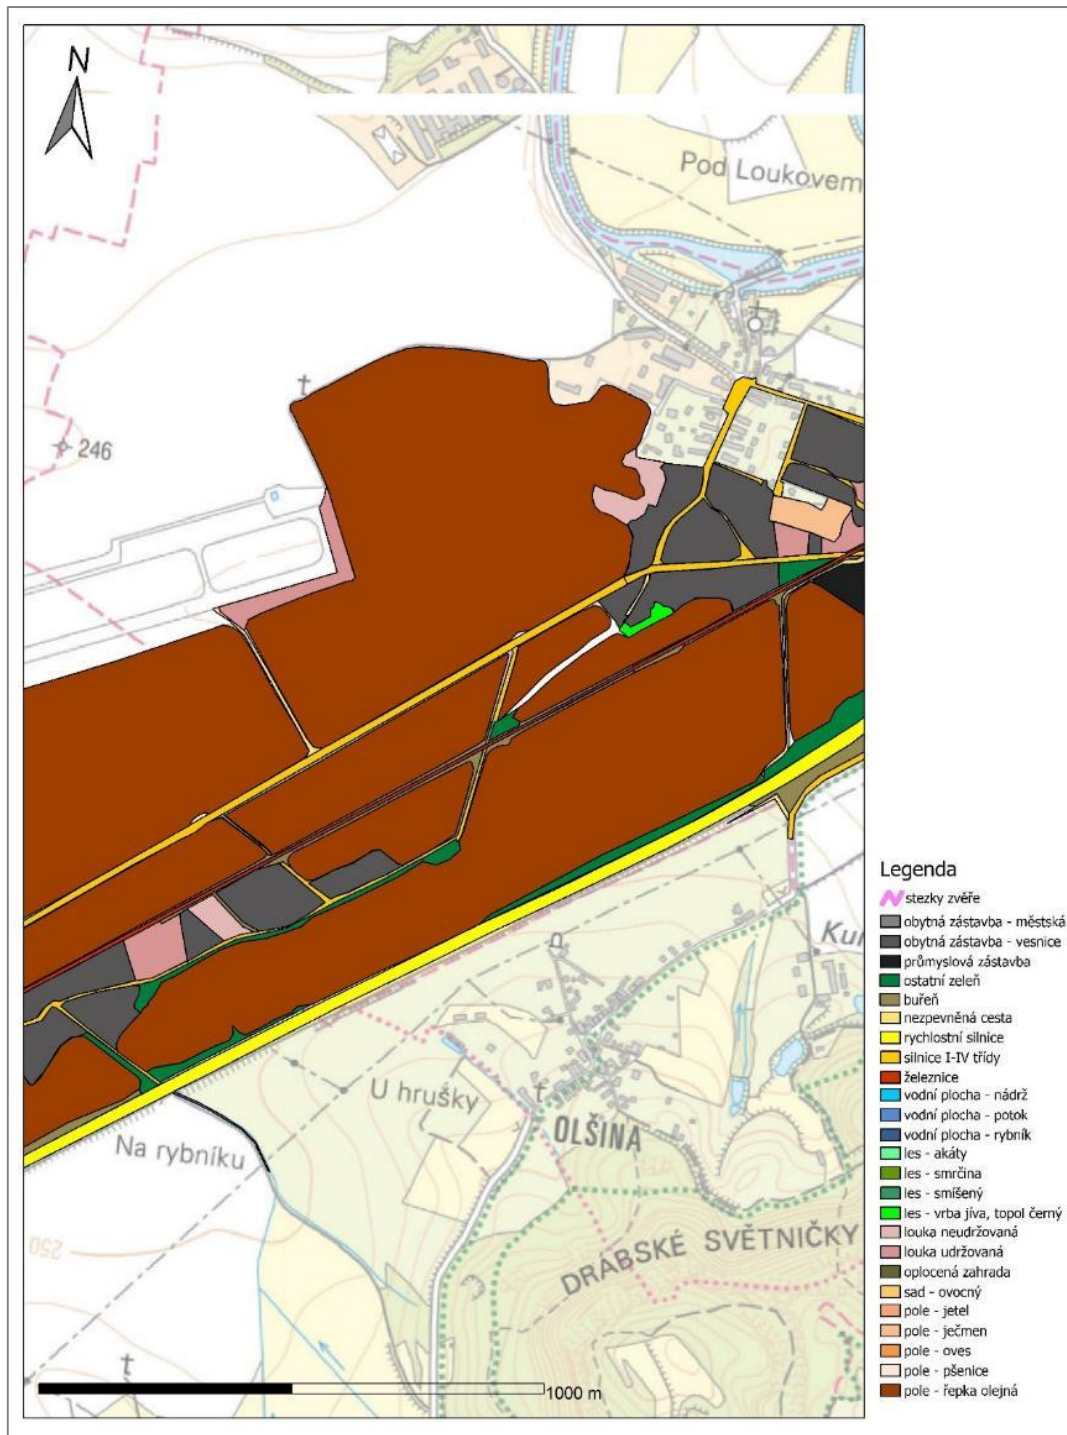 N
Pod Loukovem
246
Kur
U hrušky
OLŠINA
Na rybníku
250
DRÁBSKÉ SVĚTNIČKY
1000 m
Legenda
stezky zvěře
obytná zástavba - městská
obytná zástavba - vesnice
průmyslová zástavba
ostatní zeleň
buřeň
nezpevněná cesta
rychlostní silnice
silnice I-IV třídy
železnice
vodní plocha - nádrž
vodní plocha - potok
vodní plocha - rybník
les - akáty
les - smrčina
les - smíšený
les - vrba jíva, topol černý
louka neudržovaná
louka udržovaná
oplocená zahrada
sad - ovocný
pole - jetel
pole - ječmen
pole - oves
pole - pšenice
pole - řepka olejná